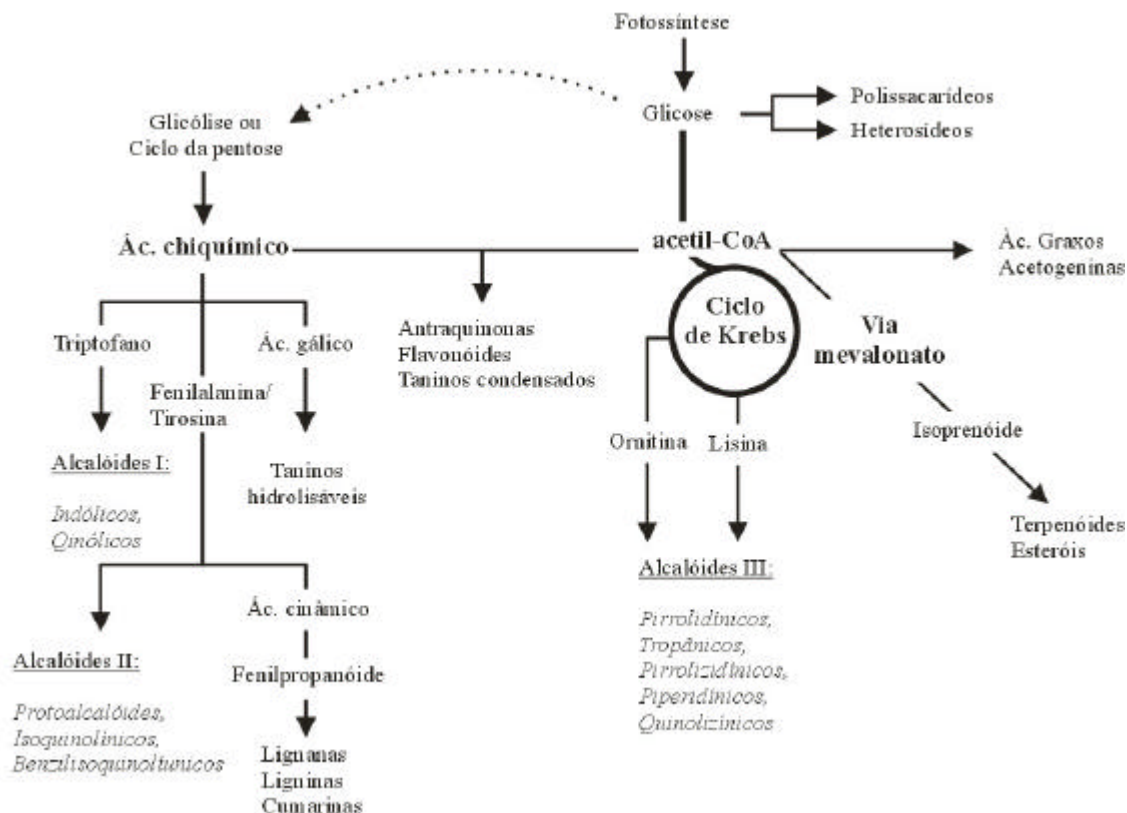 Fotossíntese
Glicose
Polissacarídeos
Heterosídeos
Glicólise ou
Ciclo da pentose
Ác. chiquímico
acetil-CoA
Àc. Graxos
Acetogeninas
Ciclo
de Krebs
Via
mevalonato
Antraquinonas
Flavonóides
Taninos condensados
Triptofano
Ác. gálico
Fenilalanina/
Tirosina
Ornitina
Lisina
Isoprenóide
Alcalóides I:
Indólicos,
Qinólicos
Taninos
hidrolisáveis
Terpenóides
Esteróis
Alcalóides III:
Pirrolidínicos,
Tropânicos,
Pirrolizidínicos,
Piperidínicos,
Quinolizínicos
Ác. cinâmico
Fenilpropanóide
Alcalóides II:
Protoalcalóides,
Isoquinolínicos,
Benzilisoquinoltunicos
Lignanas
Ligninas
Cumarinas